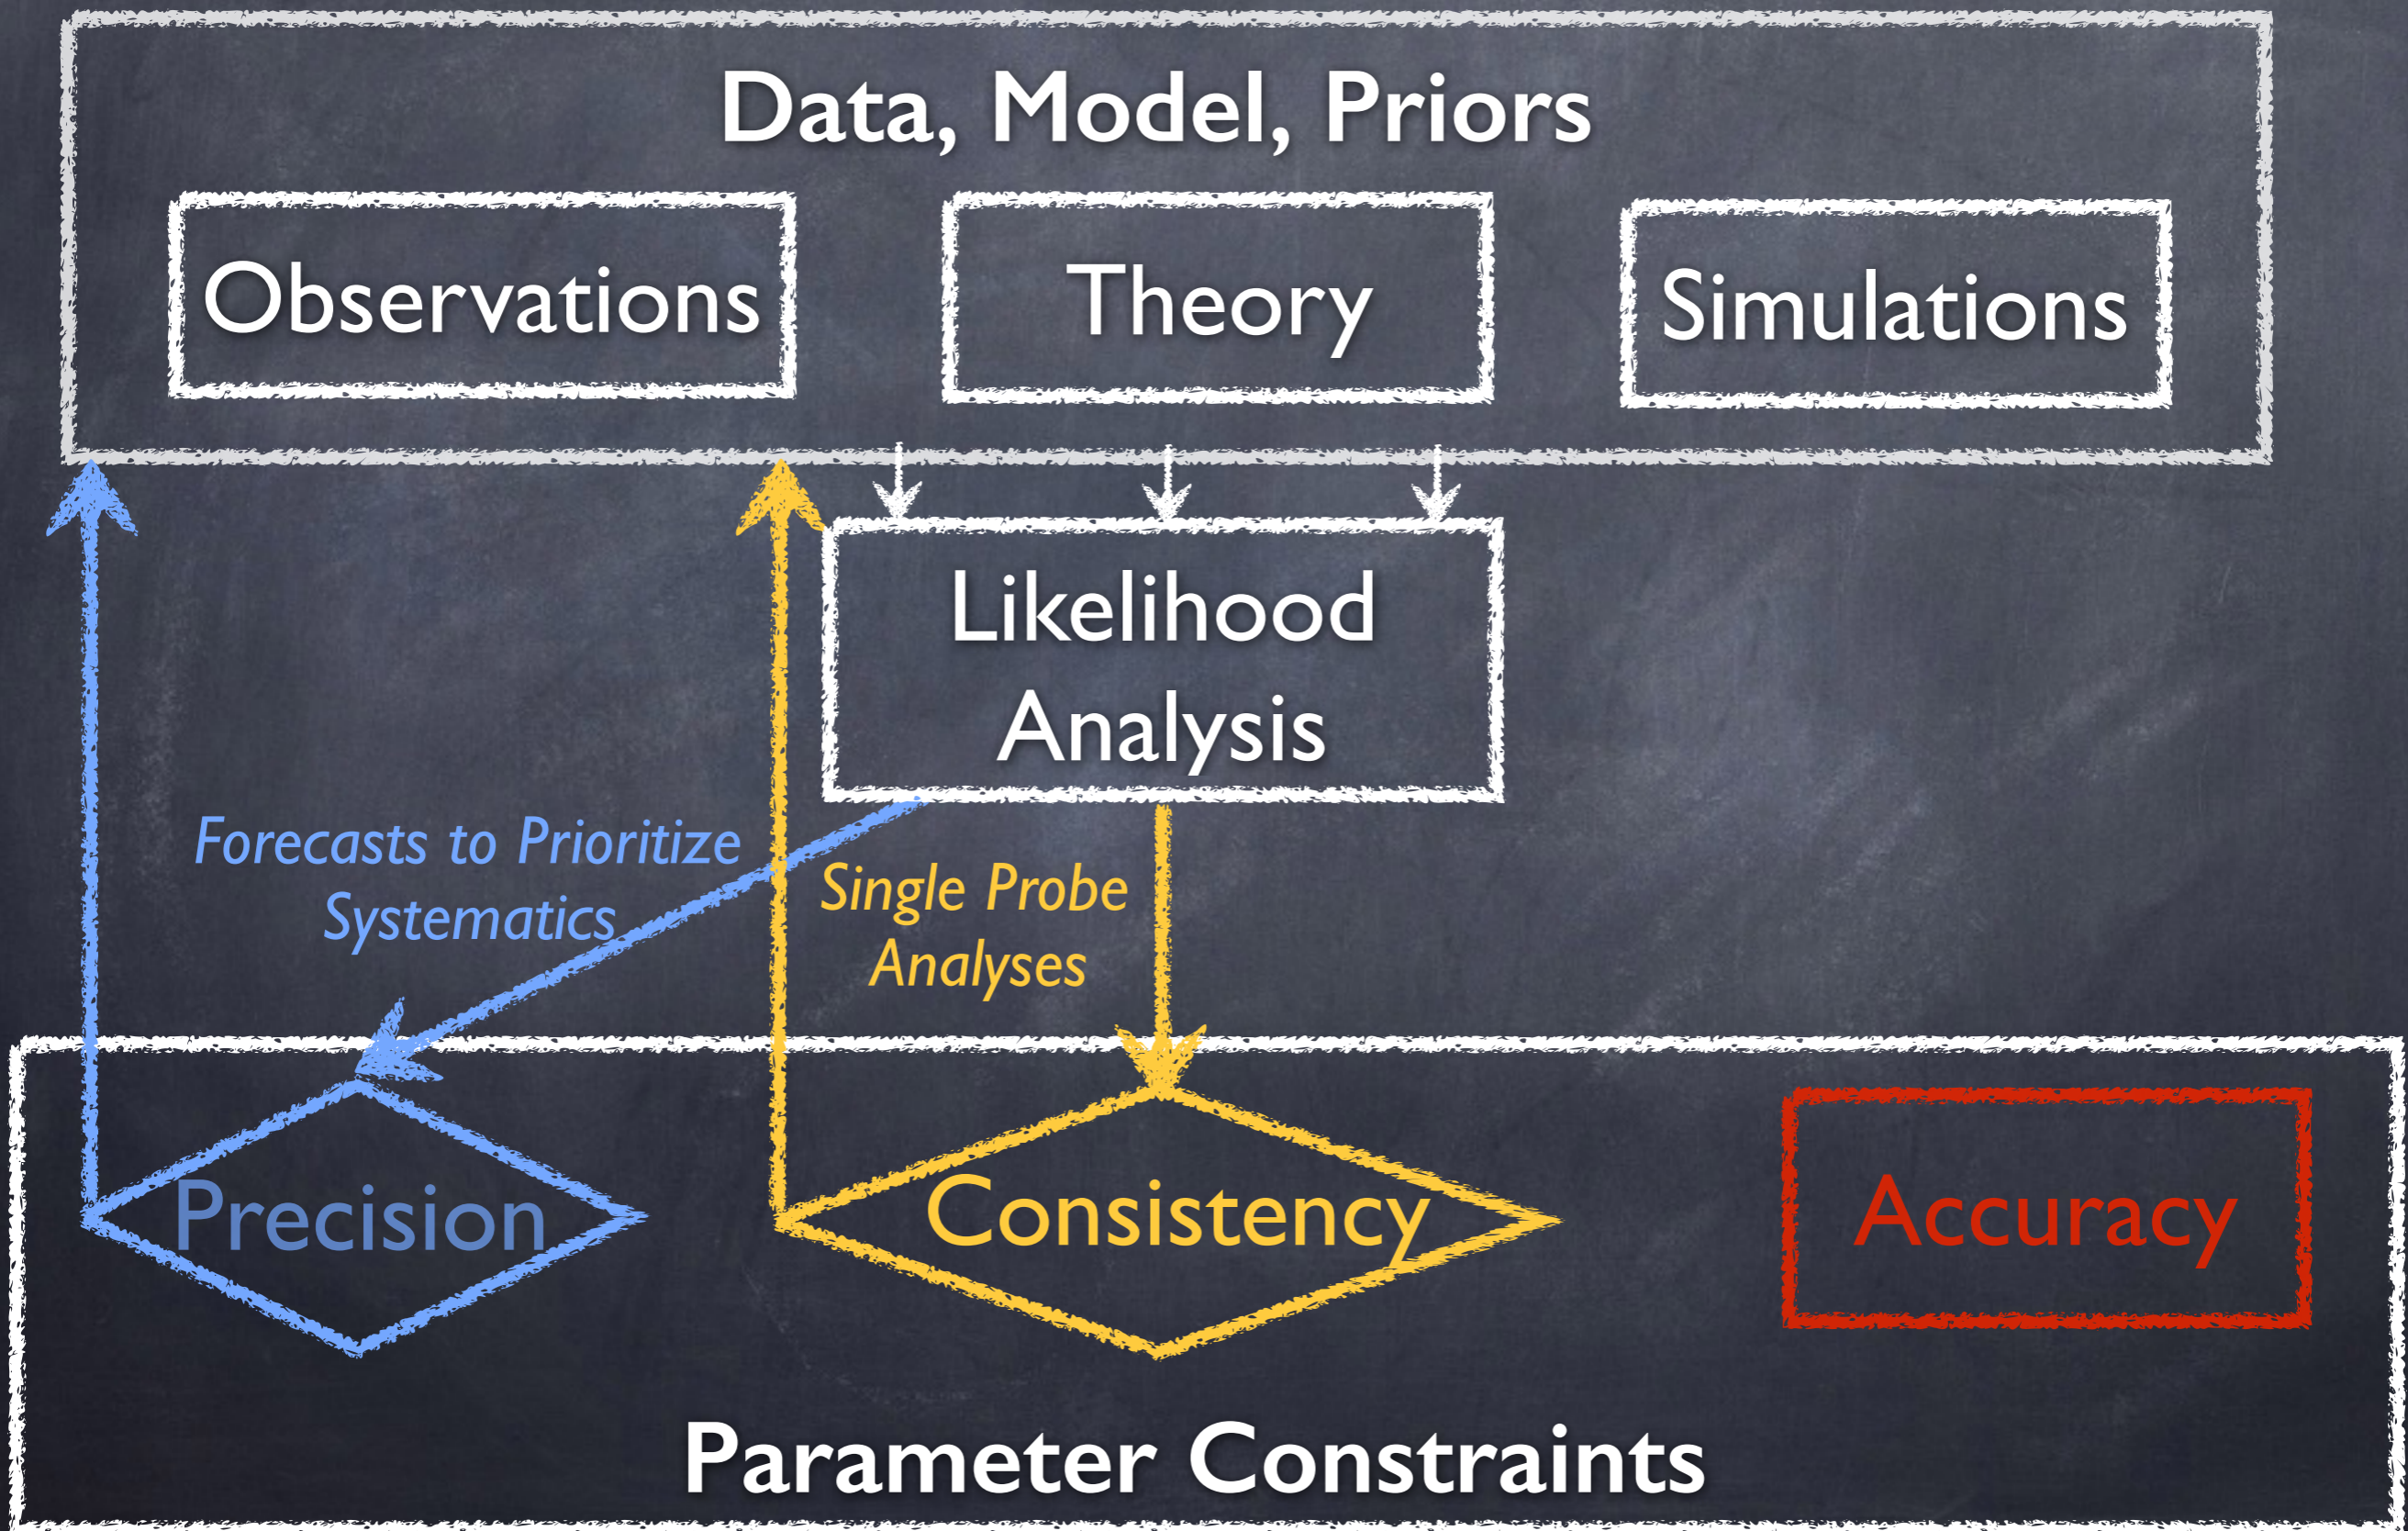 Data, Model, Priors
Observations
Theory
Simulations
Likelihood
Analysis
Forecasts to Prioritize
Systematics
Single Probe
Analyses
Precision
Consistency
Accuracy
Parameter Constraints